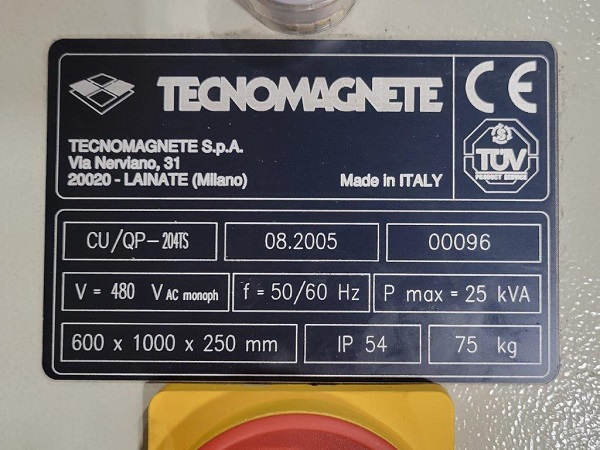 TECNOMAGNETE CE
TECNOMAGNETE S.p.A.
Via Nerviano, 31
20020 - LAINATE (Milano)
Made in ITALY
TÜV
PRODUCT SERVICE
CU/QP-204TS 08.2005 00096
V = 480 V AC monoph f = 50/60 Hz P max = 25 kVA
600 x 1000 x 250 mm IP 54 75 kg